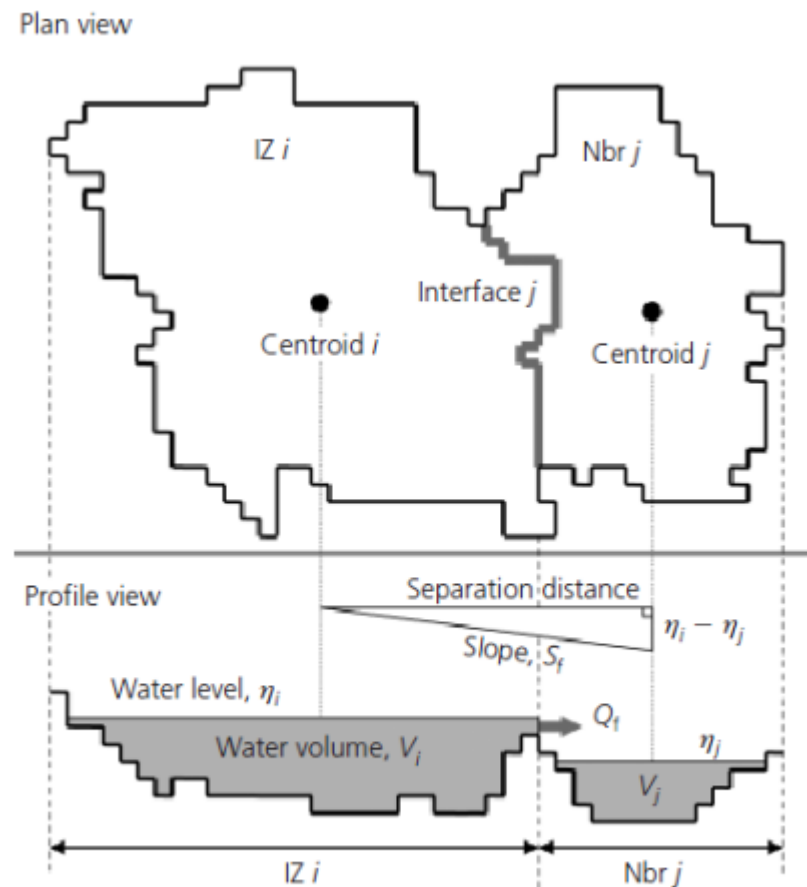 Plan view
IZ i
Nbr j
Interface j
Centroid i
Centroid j
Profile view
Separation distance
ηi − ηj
Slope, Sf
Water level, ηi
Qf
Water volume, Vi
ηj
Vj
IZ i
Nbr j